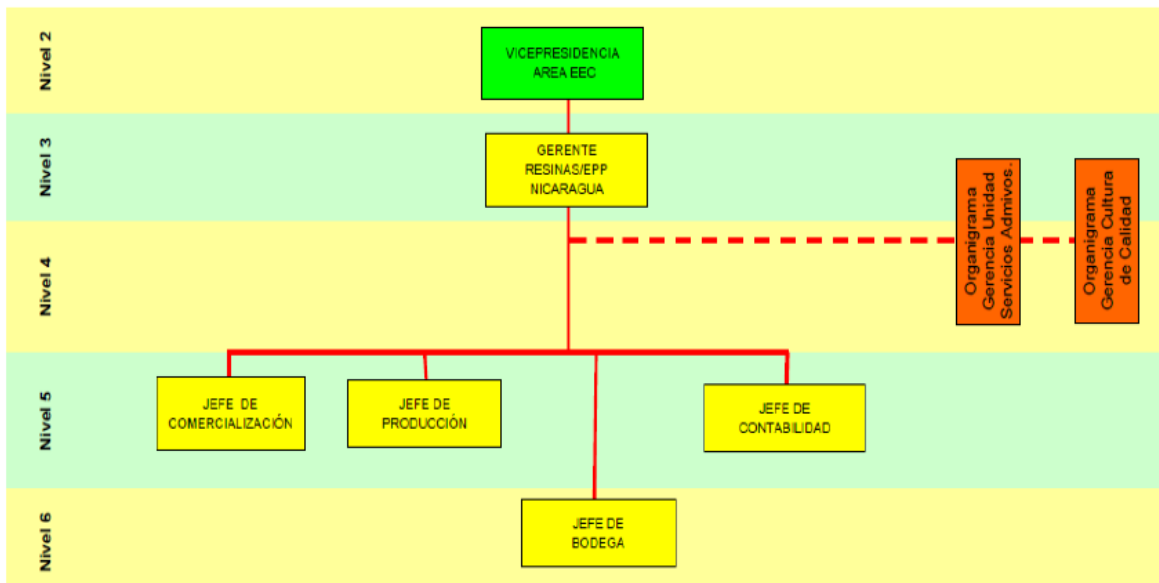 Nivel 2
VICEPRESIDENCIA
AREA EEC
Nivel 3
GERENTE
RESINAS/EPP
NICARAGUA
Organigrama
Gerencia Unidad
Servicios Admivos.
Organigrama
Gerencia Cultura
de Calidad
Nivel 4
Nivel 5
JEFE DE
COMERCIALIZACIÓN
JEFE DE
PRODUCCIÓN
JEFE DE
CONTABILIDAD
Nivel 6
JEFE DE
BODEGA